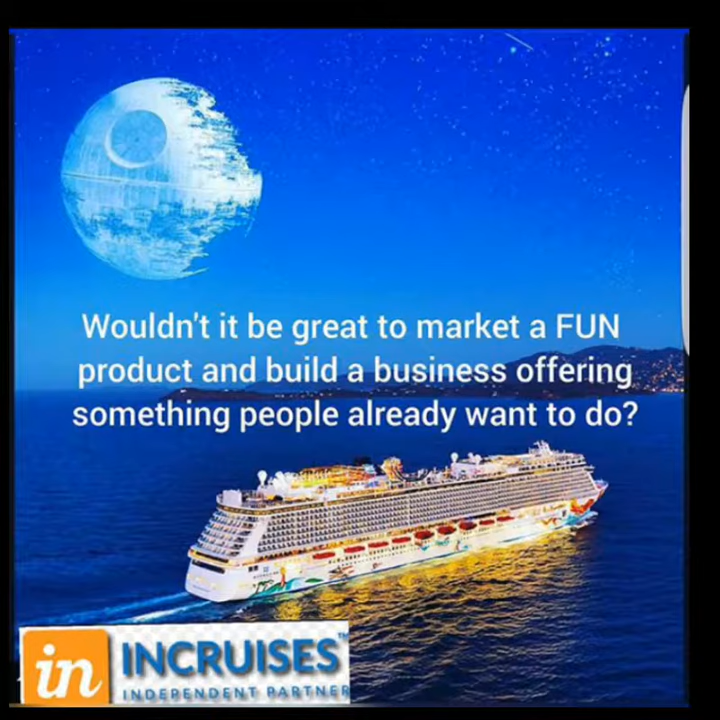 Wouldn't it be great to market a FUN
product and build a business offering
something people already want to do?
in INCRUISES™
INDEPENDENT PARTNER